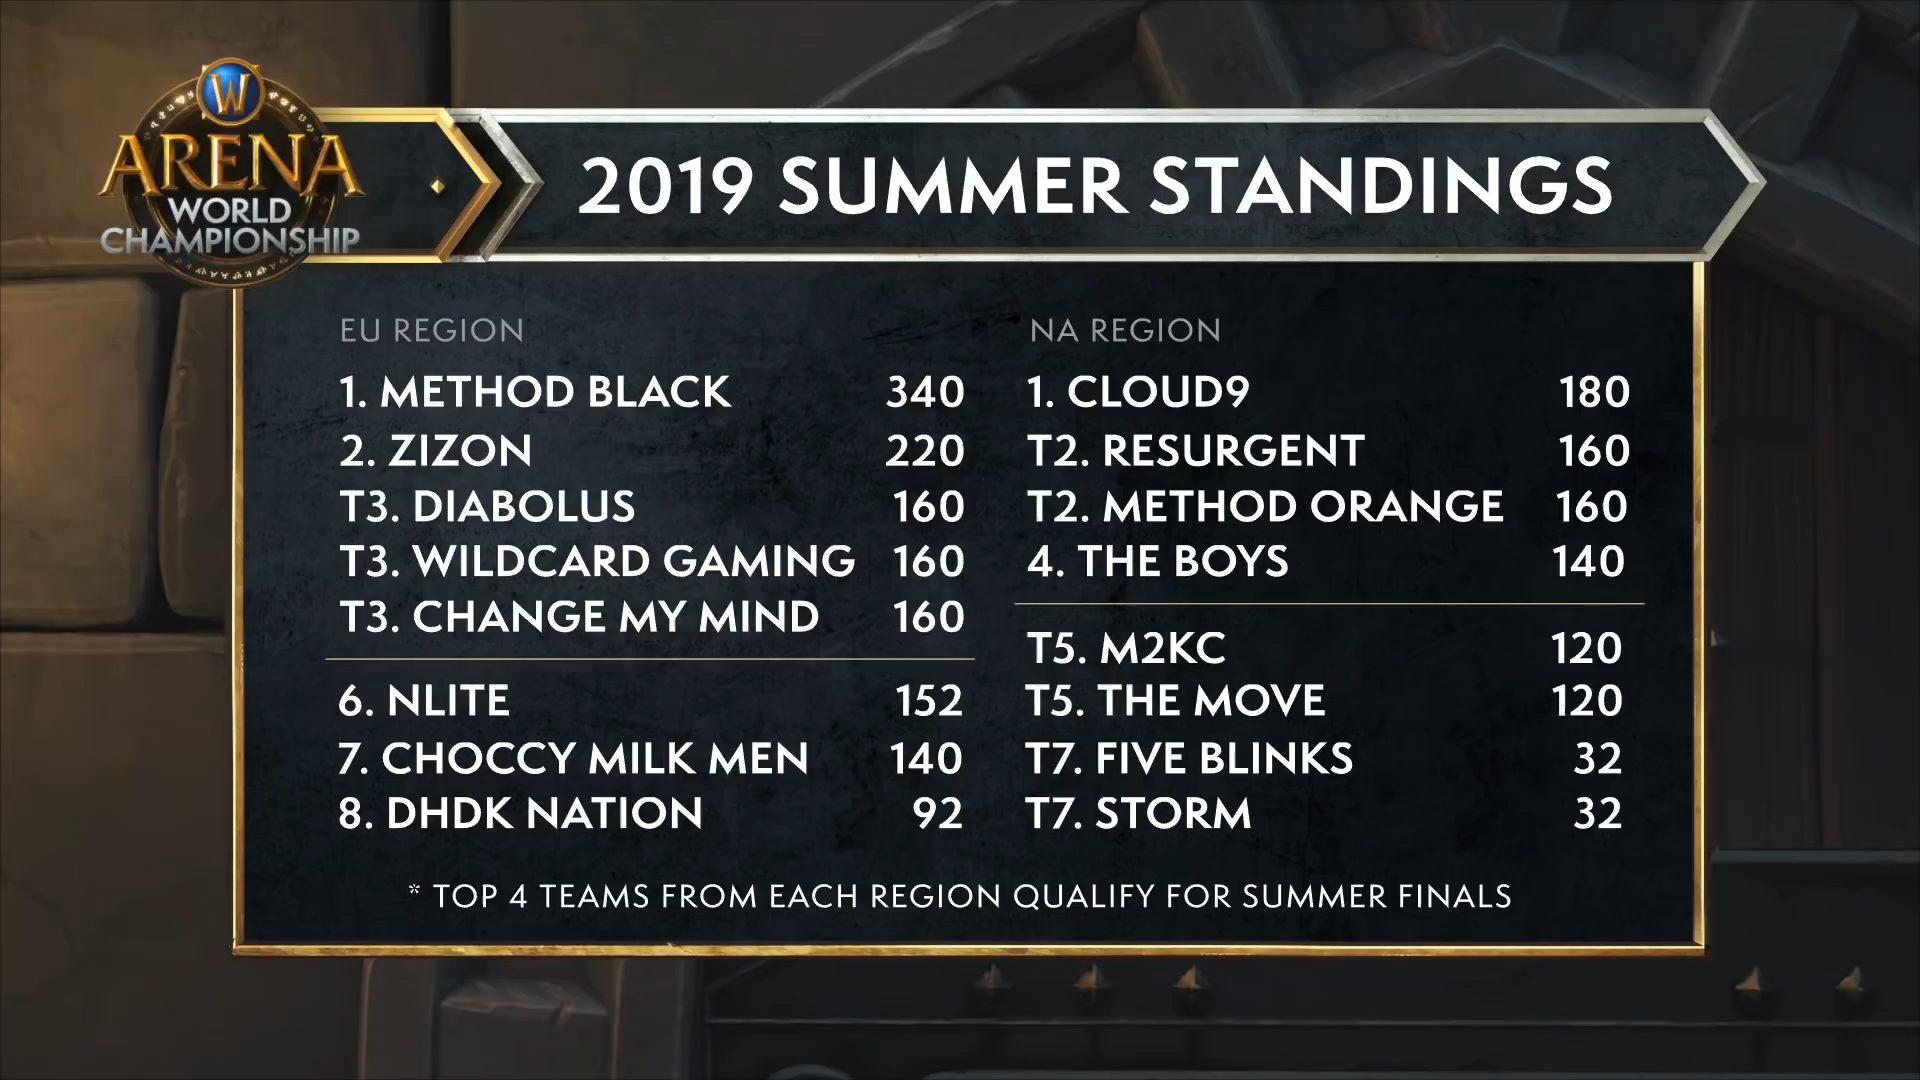 W
ARENA
WORLD
CHAMPIONSHIP
2019 SUMMER STANDINGS
EU REGION
1. METHOD BLACK 340
2. ZIZON 220
T3. DIABOLUS 160
T3. WILDCARD GAMING 160
T3. CHANGE MY MIND 160
6. NLITE 152
7. CHOCCY MILK MEN 140
8. DHDK NATION 92
NA REGION
1. CLOUD9 180
T2. RESURGENT 160
T2. METHOD ORANGE 160
4. THE BOYS 140
T5. M2KC 120
T5. THE MOVE 120
T7. FIVE BLINKS 32
T7. STORM 32
* TOP 4 TEAMS FROM EACH REGION QUALIFY FOR SUMMER FINALS